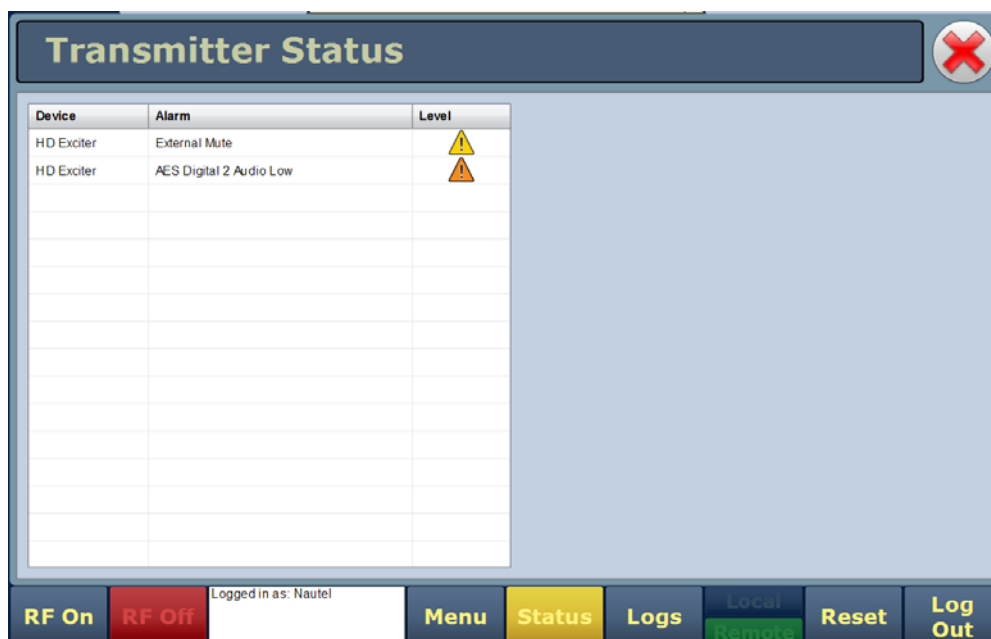 Transmitter Status
Device Alarm Level
HD Exciter External Mute
HD Exciter AES Digital 2 Audio Low
Logged in as: Nautel
RF On RF Off Menu Status Logs Local Remote Reset Log Out